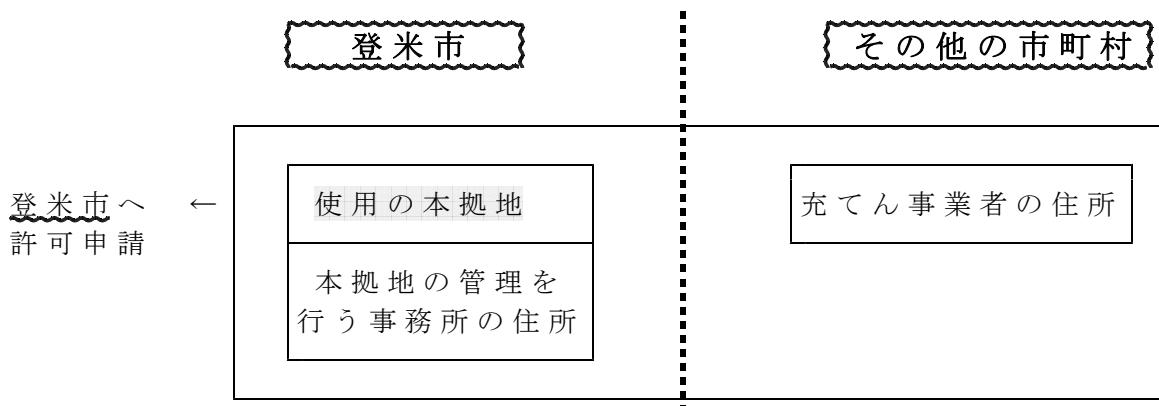 登米市
その他の市町村
登米市へ ←
許可申請
使用の本拠地
本拠地の管理を
行う事務所の住所
充てん事業者の住所